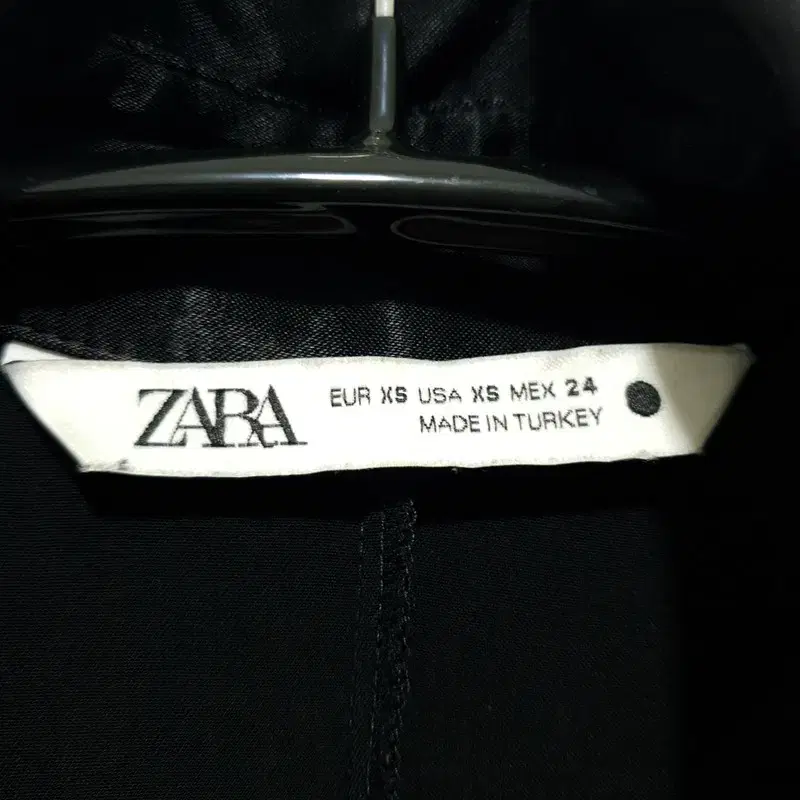 ZARA
EUR XS USA XS MEX 24
MADE IN TURKEY